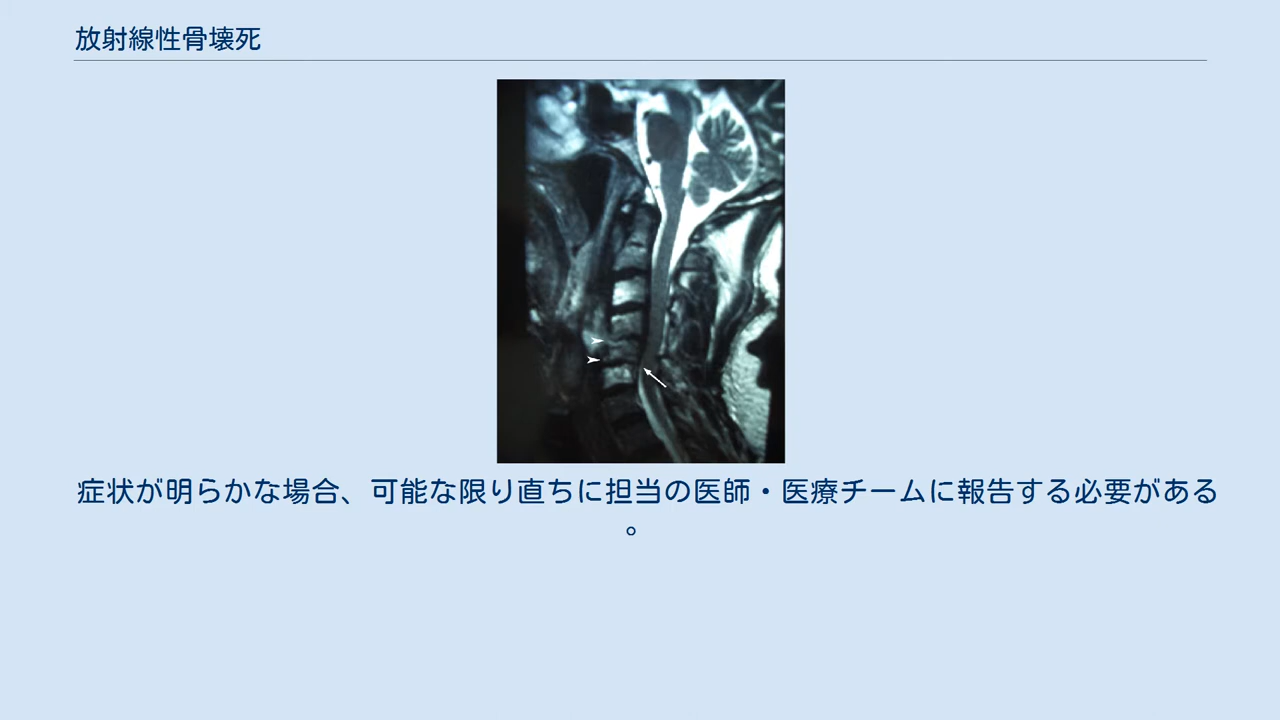 放射線性骨壊死
症状が明らかな場合、可能な限り直ちに担当の医師・医療チームに報告する必要がある
。